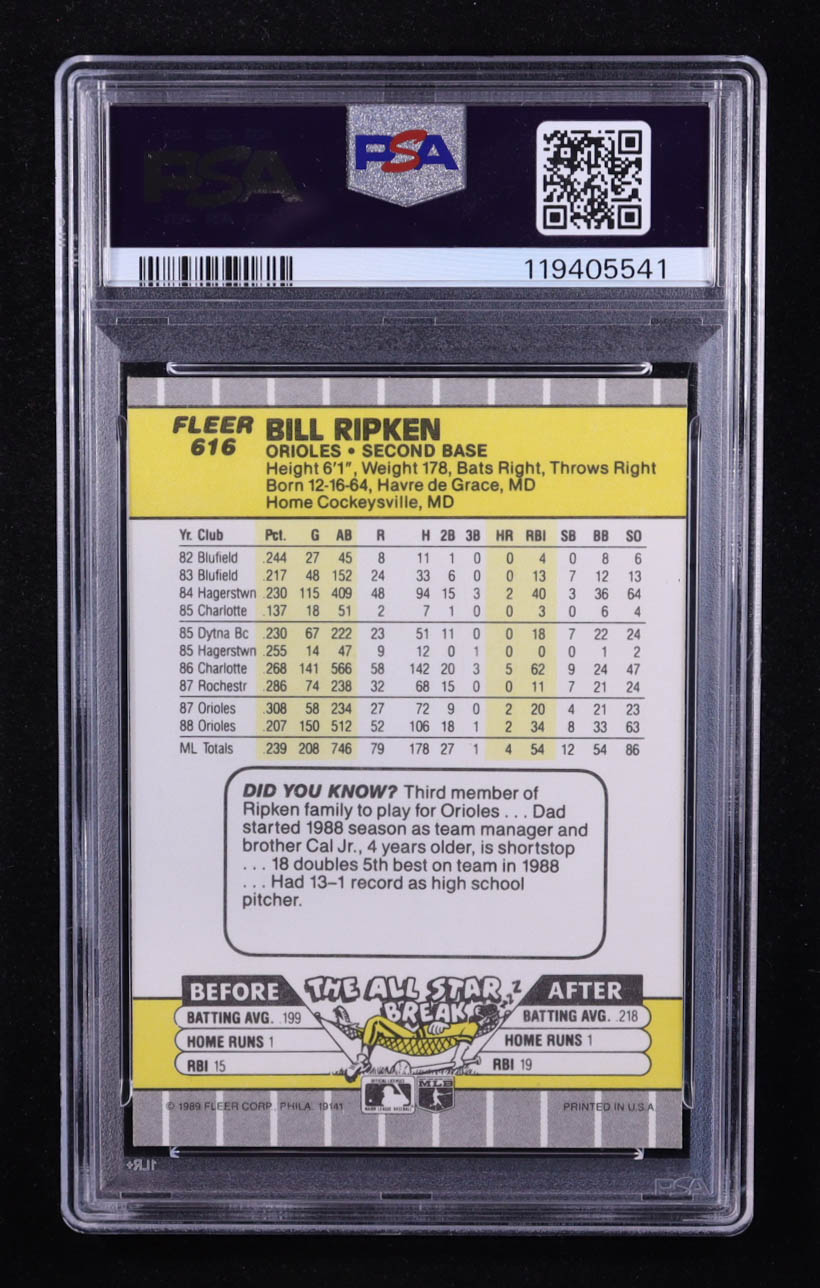 PSA
PSA
119405541
FLEER
616
BILL RIPKEN
ORIOLES • SECOND BASE
Height 6'1", Weight 178, Bats Right, Throws Right
Born 12-16-64, Havre de Grace, MD
Home Cockeysville, MD
Yr. Club Pct. G AB R H 2B 3B HR RBI SB BB SO
82 Blufield .244 27 45 8 11 1 0 0 4 0 8 6
83 Blufield .217 48 152 24 33 6 0 0 13 7 12 13
84 Hagerstwn .230 115 409 48 94 15 3 2 40 3 36 64
85 Charlotte .137 18 51 2 7 1 0 0 3 0 6 4
85 Dytna Bc .230 67 222 23 51 11 0 0 18 7 22 24
85 Hagerstwn .255 14 47 9 12 0 1 0 0 0 1 2
86 Charlotte .268 141 566 58 142 20 3 5 62 9 24 47
87 Rochestr .286 74 238 32 68 15 0 0 11 7 21 24
87 Orioles .308 58 234 27 72 9 0 2 20 4 21 23
88 Orioles .207 150 512 52 106 18 1 2 34 8 33 63
ML Totals .239 208 746 79 178 27 1 4 54 12 54 86
DID YOU KNOW? Third member of
Ripken family to play for Orioles . . . Dad
started 1988 season as team manager and
brother Cal Jr., 4 years older, is shortstop
. . . 18 doubles 5th best on team in 1988
. . . Had 13–1 record as high school
pitcher.
BEFORE THE ALL STAR BREAK zzZ AFTER
BATTING AVG. .199 BATTING AVG. .218
HOME RUNS 1 HOME RUNS 1
RBI 15 RBI 19
OFFICIAL LICENSEE
MAJOR LEAGUE BASEBALL
MLB
© 1989 FLEER CORP., PHILA. 19141 PRINTED IN U.S.A.
1LR+
PSA